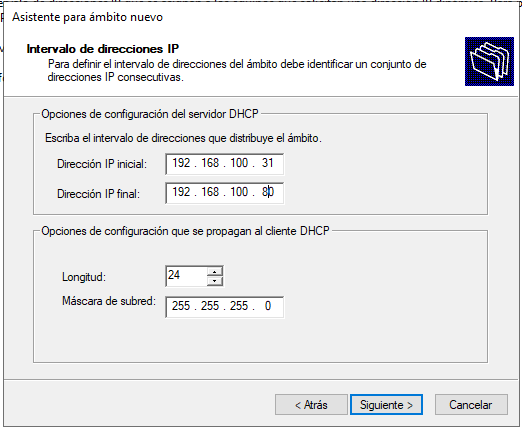 Asistente para ámbito nuevo
Intervalo de direcciones IP
Para definir el intervalo de direcciones del ámbito debe identificar un conjunto de
direcciones IP consecutivas.
Opciones de configuración del servidor DHCP
Escriba el intervalo de direcciones que distribuye el ámbito.
Dirección IP inicial: 192 . 168 . 100 . 31
Dirección IP final: 192 . 168 . 100 . 80
Opciones de configuración que se propagan al cliente DHCP
Longitud: 24
Máscara de subred: 255 . 255 . 255 . 0
< Atrás Siguiente > Cancelar